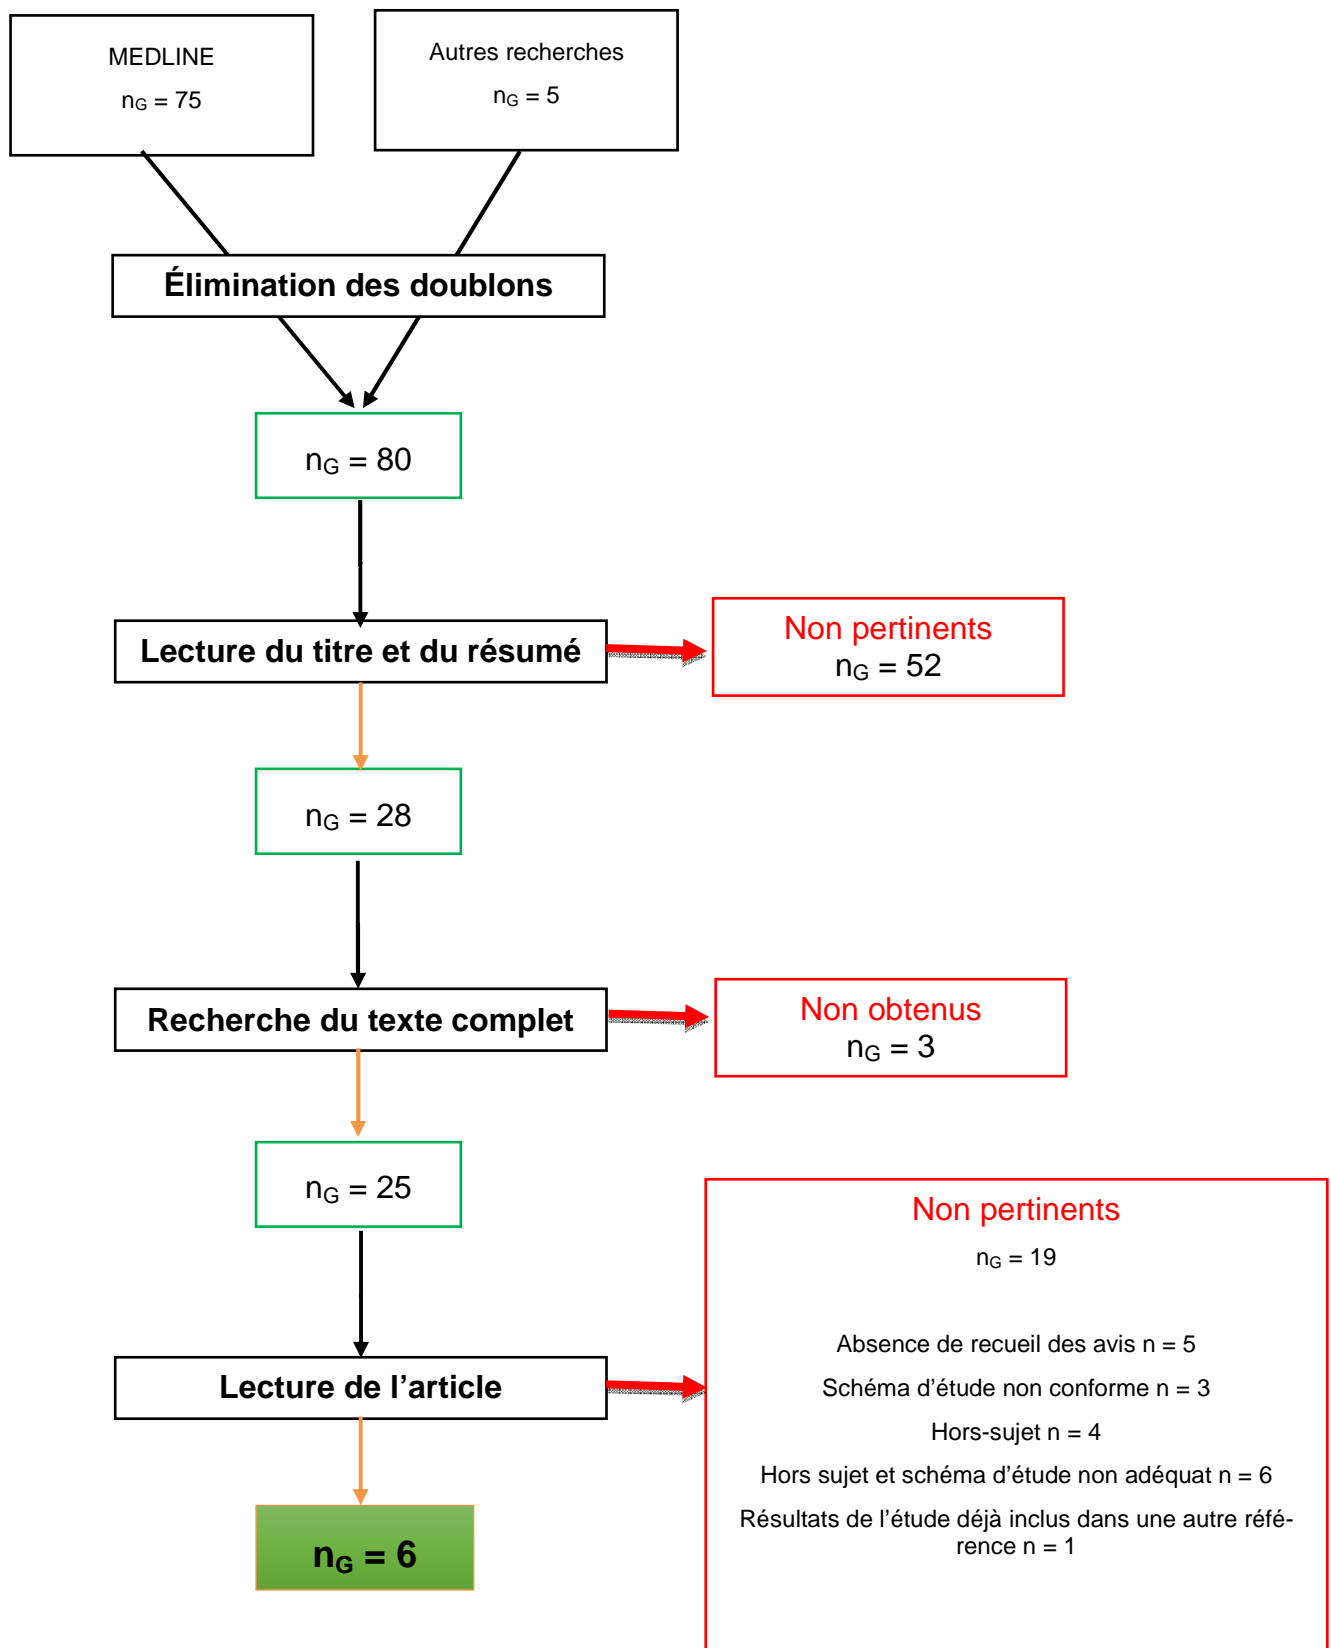 MEDLINE
nG = 75
Autres recherches
nG = 5
Élimination des doublons
nG = 80
Lecture du titre et du résumé
Non pertinents
nG = 52
nG = 28
Recherche du texte complet
Non obtenus
nG = 3
nG = 25
Non pertinents
nG = 19
Absence de recueil des avis n = 5
Schéma d’étude non conforme n = 3
Hors-sujet n = 4
Hors sujet et schéma d’étude non adéquat n = 6
Résultats de l’étude déjà inclus dans une autre réfé-
rence n = 1
Lecture de l’article
nG = 6